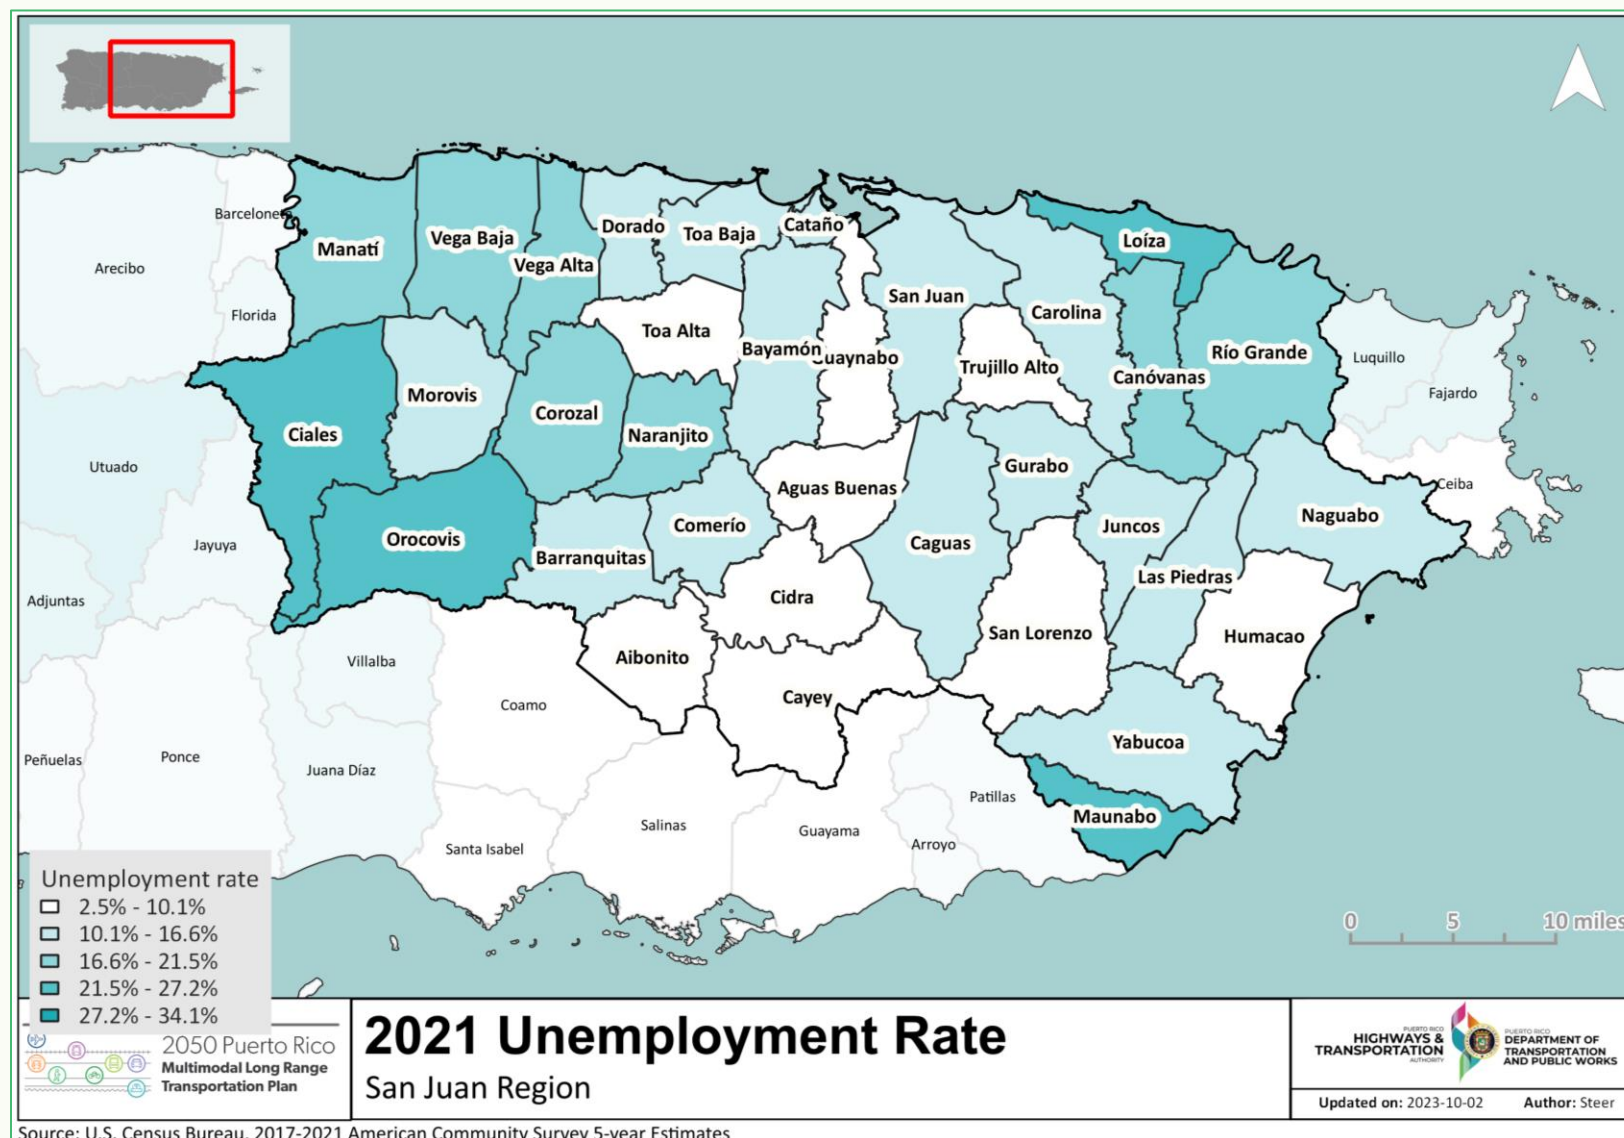 Barceloneta
Arecibo
Florida
Manatí
Vega Baja
Vega Alta
Dorado
Toa Baja
Cataño
Toa Alta
Bayamón
Guaynabo
San Juan
Trujillo Alto
Carolina
Loíza
Canóvanas
Río Grande
Luquillo
Fajardo
Ceiba
Ciales
Morovis
Corozal
Naranjito
Utuado
Jayuya
Adjuntas
Orocovis
Barranquitas
Comerío
Aguas Buenas
Caguas
Gurabo
Juncos
Las Piedras
Naguabo
Cidra
San Lorenzo
Humacao
Aibonito
Cayey
Villalba
Coamo
Peñuelas
Ponce
Juana Díaz
Santa Isabel
Salinas
Guayama
Arroyo
Patillas
Yabucoa
Maunabo
Unemployment rate
2.5% - 10.1%
10.1% - 16.6%
16.6% - 21.5%
21.5% - 27.2%
27.2% - 34.1%
0 5 10 miles
2050 Puerto Rico
Multimodal Long Range
Transportation Plan
2021 Unemployment Rate
San Juan Region
PUERTO RICO
HIGHWAYS &
TRANSPORTATION
AUTHORITY
PUERTO RICO
DEPARTMENT OF
TRANSPORTATION
AND PUBLIC WORKS
Updated on: 2023-10-02 Author: Steer
Source: U.S. Census Bureau, 2017-2021 American Community Survey 5-year Estimates